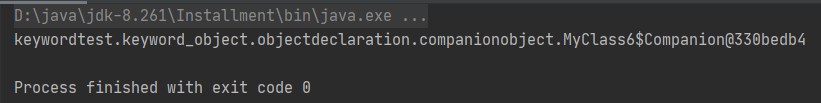 D:\java\jdk-8.261\Installment\bin\java.exe ...
keywordtest.keyword_object.objectdeclaration.companionobject.MyClass6$Companion@330bedb4
Process finished with exit code 0